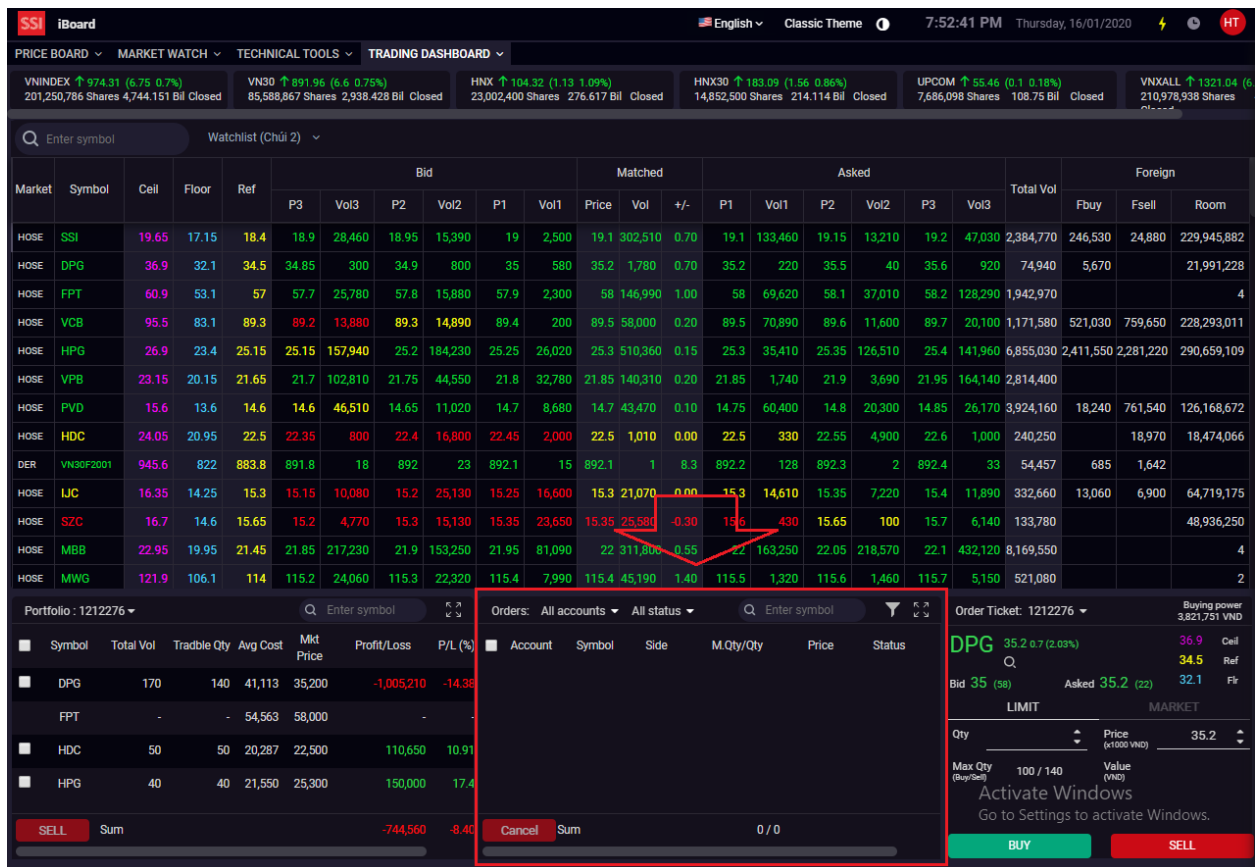 SSI iBoard English Classic Theme 7:52:41 PM Thursday, 16/01/2020 HT
PRICE BOARD MARKET WATCH TECHNICAL TOOLS TRADING DASHBOARD
VNINDEX 974.31 (6.75 0.7%) VN30 891.96 (6.6 0.75%) HNX 104.32 (1.13 1.09%) HNX30 183.09 (1.56 0.86%) UPCOM 55.46 (0.1 0.18%) VNXALL 1321.04 (6.
201,250,786 Shares 4,744.151 Bil Closed 85,588,867 Shares 2,938.428 Bil Closed 23,002,400 Shares 276.617 Bil Closed 14,852,500 Shares 214.114 Bil Closed 7,686,098 Shares 108.75 Bil Closed 210,978,938 Shares
Enter symbol Watchlist (Chúi 2)
Bid Matched Asked Foreign
Market Symbol Ceil Floor Ref Total Vol
P3 Vol3 P2 Vol2 P1 Vol1 Price Vol +/- P1 Vol1 P2 Vol2 P3 Vol3 Fbuy Fsell Room
HOSE SSI 19.65 17.15 18.4 18.9 28,460 18.95 15,390 19 2,500 19.1 302,510 0.70 19.1 133,460 19.15 13,210 19.2 47,030 2,384,770 246,530 24,880 229,945,882
HOSE DPG 36.9 32.1 34.5 34.85 300 34.9 800 35 580 35.2 1,780 0.70 35.2 220 35.5 40 35.6 920 74,940 5,670 21,991,228
HOSE FPT 60.9 53.1 57 57.7 25,780 57.8 15,880 57.9 2,300 58 146,990 1.00 58 69,620 58.1 37,010 58.2 128,290 1,942,970 4
HOSE VCB 95.5 83.1 89.3 89.2 13,880 89.3 14,890 89.4 200 89.5 58,000 0.20 89.5 70,890 89.6 11,600 89.7 20,100 1,171,580 521,030 759,650 228,293,011
HOSE HPG 26.9 23.4 25.15 25.15 157,940 25.2 184,230 25.25 26,020 25.3 510,360 0.15 25.3 35,410 25.35 126,510 25.4 141,960 6,855,030 2,411,550 2,281,220 290,659,109
HOSE VPB 23.15 20.15 21.65 21.7 102,810 21.75 44,550 21.8 32,780 21.85 140,310 0.20 21.85 1,740 21.9 3,690 21.95 164,140 2,814,400
HOSE PVD 15.6 13.6 14.6 14.6 46,510 14.65 11,020 14.7 8,680 14.7 43,470 0.10 14.75 60,400 14.8 20,300 14.85 26,170 3,924,160 18,240 761,540 126,168,672
HOSE HDC 24.05 20.95 22.5 22.35 800 22.4 16,800 22.45 2,000 22.5 1,010 0.00 22.5 330 22.55 4,900 22.6 1,000 240,250 18,970 18,474,066
DER VN30F2001 945.6 822 883.8 891.8 18 892 23 892.1 15 892.1 1 8.3 892.2 128 892.3 2 892.4 33 54,457 685 1,642
HOSE IJC 16.35 14.25 15.3 15.15 10,080 15.2 25,130 15.25 16,600 15.3 21,070 0.00 15.3 14,610 15.35 7,220 15.4 11,890 332,660 13,060 6,900 64,719,175
HOSE SZC 16.7 14.6 15.65 15.2 4,770 15.3 15,130 15.35 23,650 15.35 25,580 -0.30 15.6 430 15.65 100 15.7 6,140 133,780 48,936,250
HOSE MBB 22.95 19.95 21.45 21.85 217,230 21.9 153,250 21.95 81,090 22 311,800 0.55 22 163,250 22.05 218,570 22.1 432,120 8,169,550 4
HOSE MWG 121.9 106.1 114 115.2 24,060 115.3 22,320 115.4 7,990 115.4 45,190 1.40 115.5 1,320 115.6 1,460 115.7 5,150 521,080 2
Portfolio : 1212276 Enter symbol Orders: All accounts All status Enter symbol Order Ticket: 1212276 Buying power
3,821,751 VND
Symbol Total Vol Tradble Qty Avg Cost Mkt Price Profit/Loss P/L (%) Account Symbol Side M.Qty/Qty Price Status
DPG 35.2 0.7 (2.03%) 36.9 Ceil
34.5 Ref
DPG 170 140 41,113 35,200 -1,005,210 -14.38 Bid 35 (58) Asked 35.2 (22) 32.1 Flr
FPT - - 54,563 58,000 - - LIMIT MARKET
HDC 50 50 20,287 22,500 110,650 10.91 Qty Price (x1000 VND) 35.2
HPG 40 40 21,550 25,300 150,000 17.4 Max Qty (Buy/Sell) 100 / 140 Value (VND)
Activate Windows
Go to Settings to activate Windows.
SELL Sum -744,560 -8.40 Cancel Sum 0 / 0
BUY SELL